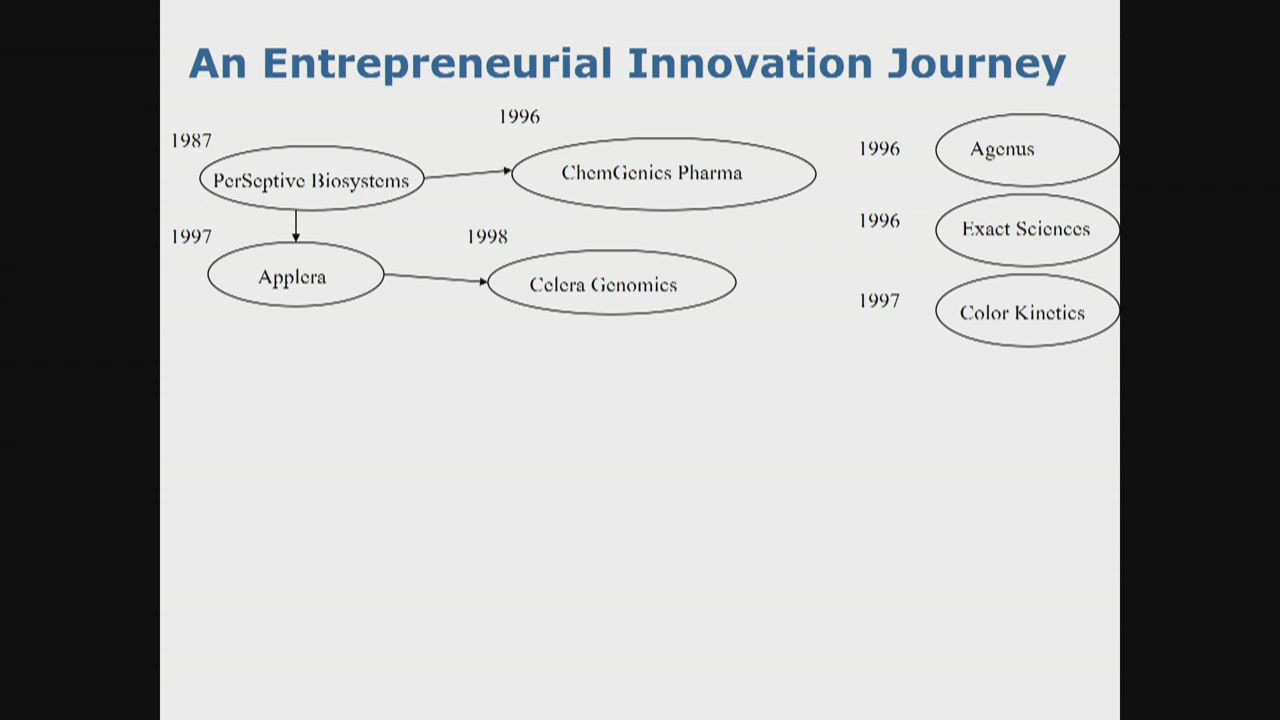 An Entrepreneurial Innovation Journey
1996
1987
PerSeptive Biosystems
ChemGenics Pharma
1996
Agenus
1997
Applera
1998
Celera Genomics
1996
Exact Sciences
1997
Color Kinetics